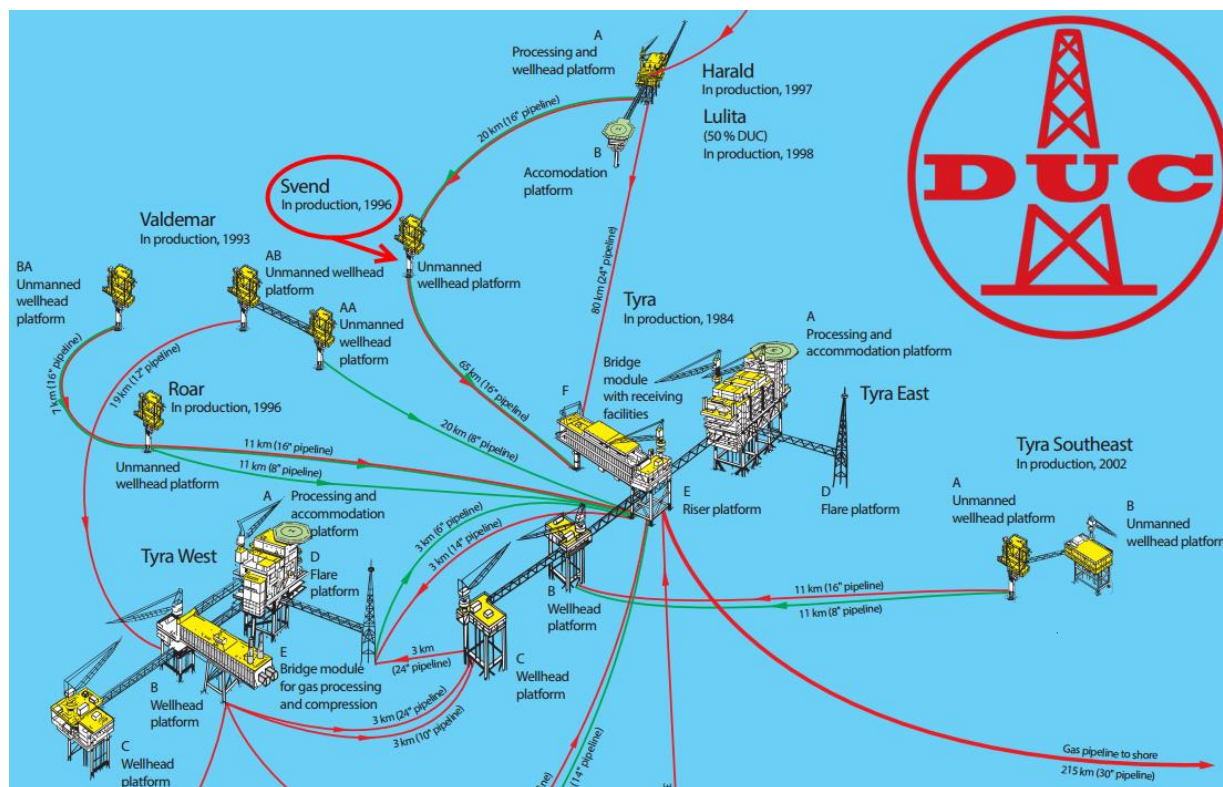 A
Processing and
wellhead platform
Harald
In production, 1997
Lulita
(50 % DUC)
In production, 1998
20 km (16" pipeline)
B
Accomodation
platform
DUC
Svend
In production, 1996
Unmanned
wellhead platform
80 km (24" pipeline)
65 km (16" pipeline)
Valdemar
In production, 1993
BA
Unmanned
wellhead
platform
AB
Unmanned wellhead
platform
AA
Unmanned
wellhead
platform
7 km (16" pipeline)
19 km (12" pipeline)
20 km (8" pipeline)
Roar
In production, 1996
Unmanned
wellhead platform
11 km (16" pipeline)
11 km (8" pipeline)
Tyra
In production, 1984
A
Processing and
accommodation platform
Bridge
module
with receiving
facilities
F
Tyra East
E
Riser platform
D
Flare platform
Tyra Southeast
In production, 2002
A
Unmanned
wellhead platform
B
Unmanned
wellhead platform
11 km (16" pipeline)
11 km (8" pipeline)
B
Wellhead
platform
C
Wellhead
platform
3 km (6" pipeline)
3 km (14" pipeline)
3 km
(24" pipeline)
3 km (24" pipeline)
3 km (10" pipeline)
Tyra West
A
Processing and
accommodation
platform
D
Flare
platform
E
Bridge module
for gas processing
and compression
B
Wellhead
platform
C
Wellhead
platform
(14" pipeline)
Gas pipeline to shore
215 km (30" pipeline)